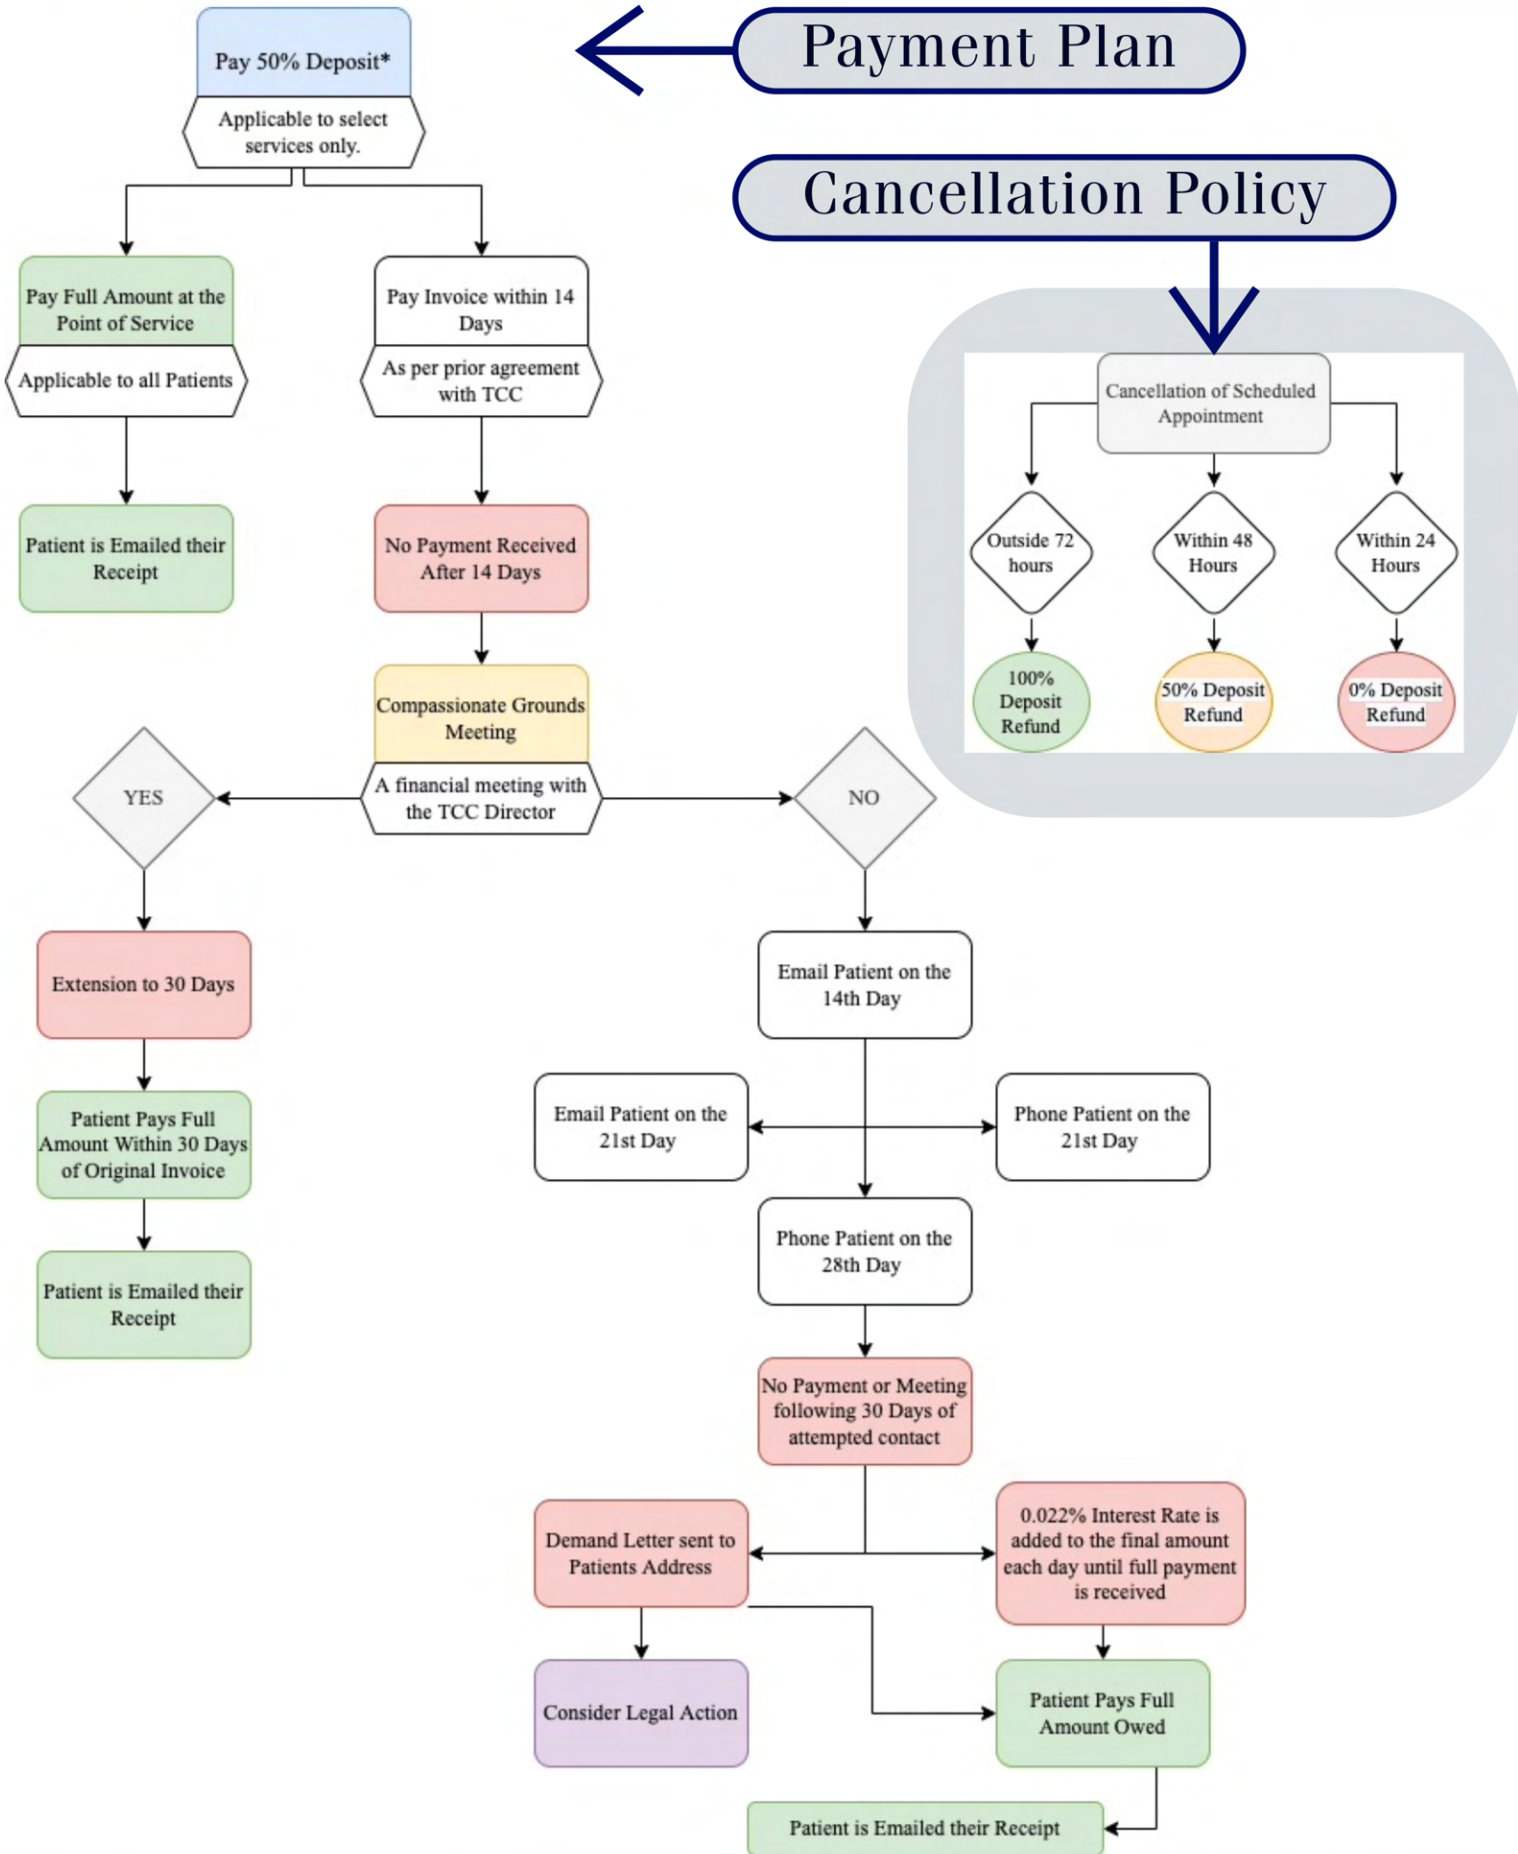 Pay 50% Deposit*
Applicable to select
services only.
Payment Plan
Cancellation Policy
Pay Full Amount at the
Point of Service
Applicable to all Patients
Patient is Emailed their
Receipt
Pay Invoice within 14
Days
As per prior agreement
with TCC
No Payment Received
After 14 Days
Compassionate Grounds
Meeting
A financial meeting with
the TCC Director
Cancellation of Scheduled
Appointment
Outside 72
hours
100%
Deposit
Refund
Within 48
Hours
50% Deposit
Refund
Within 24
Hours
0% Deposit
Refund
YES
Extension to 30 Days
Patient Pays Full
Amount Within 30 Days
of Original Invoice
Patient is Emailed their
Receipt
NO
Email Patient on the
14th Day
Email Patient on the
21st Day
Phone Patient on the
21st Day
Phone Patient on the
28th Day
No Payment or Meeting
following 30 Days of
attempted contact
Demand Letter sent to
Patients Address
0.022% Interest Rate is
added to the final amount
each day until full payment
is received
Consider Legal Action
Patient Pays Full
Amount Owed
Patient is Emailed their Receipt